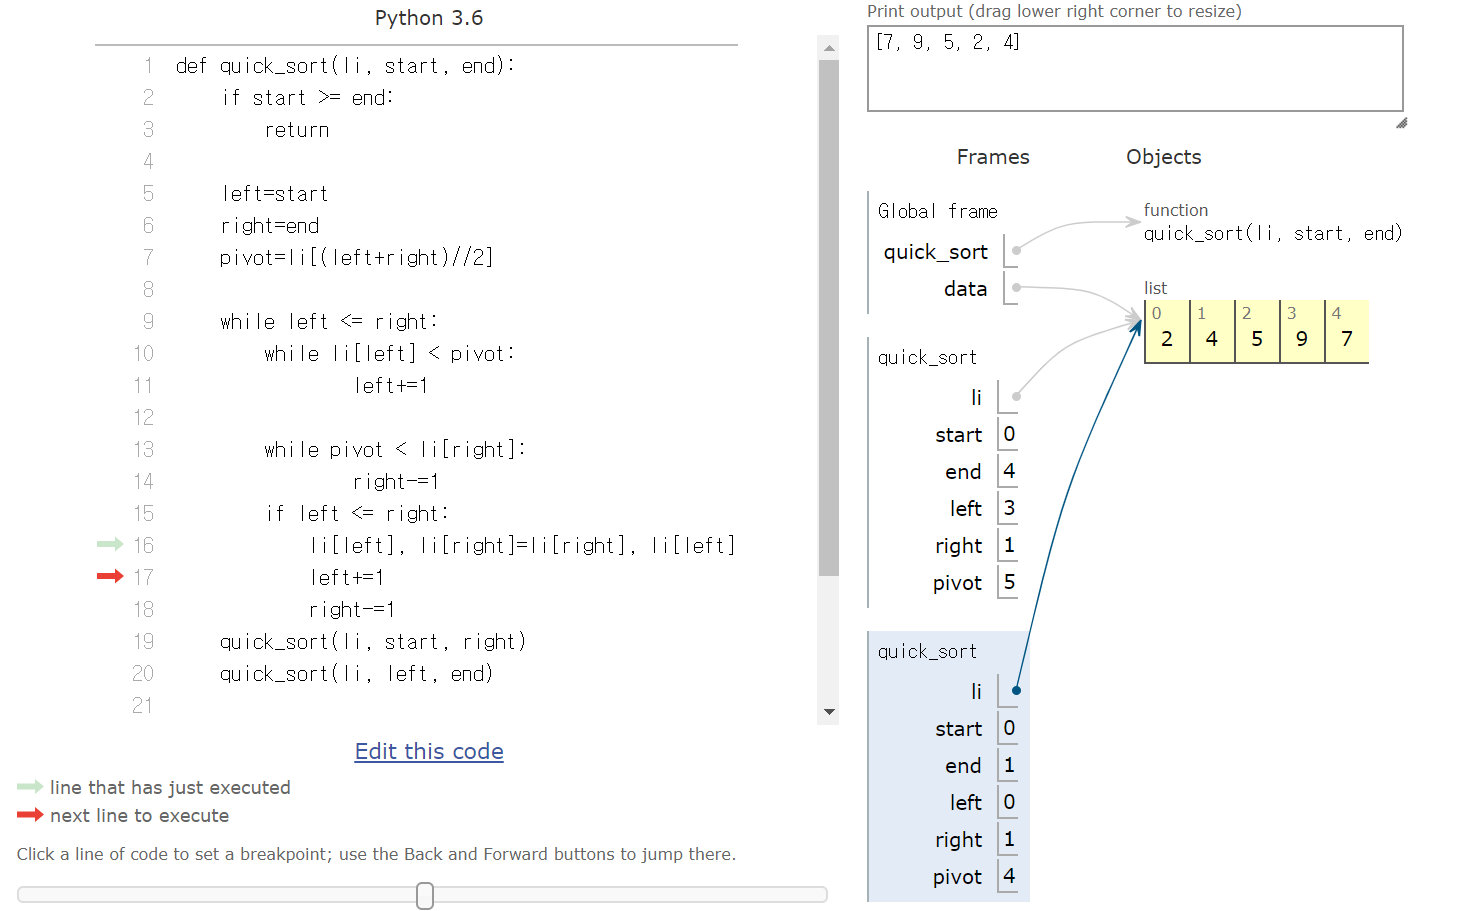 Python 3.6
1 def quick_sort(li, start, end):
2 if start >= end:
3 return
4
5 left=start
6 right=end
7 pivot=li[(left+right)//2]
8
9 while left <= right:
10 while li[left] < pivot:
11 left+=1
12
13 while pivot < li[right]:
14 right-=1
15 if left <= right:
16 li[left], li[right]=li[right], li[left]
17 left+=1
18 right-=1
19 quick_sort(li, start, right)
20 quick_sort(li, left, end)
21
Edit this code
line that has just executed
next line to execute
Click a line of code to set a breakpoint; use the Back and Forward buttons to jump there.
Print output (drag lower right corner to resize)
[7, 9, 5, 2, 4]
Frames Objects
Global frame
quick_sort
data
function
quick_sort(li, start, end)
list
0 1 2 3 4
2 4 5 9 7
quick_sort
li
start 0
end 4
left 3
right 1
pivot 5
quick_sort
li
start 0
end 1
left 0
right 1
pivot 4